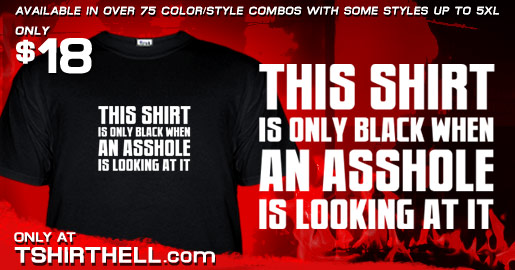 AVAILABLE IN OVER 75 COLOR/STYLE COMBOS WITH SOME STYLES UP TO 5XL
ONLY
$18
THIS SHIRT
IS ONLY BLACK WHEN
AN ASSHOLE
IS LOOKING AT IT
THIS SHIRT
IS ONLY BLACK WHEN
AN ASSHOLE
IS LOOKING AT IT
ONLY AT
TSHIRTHELL.com